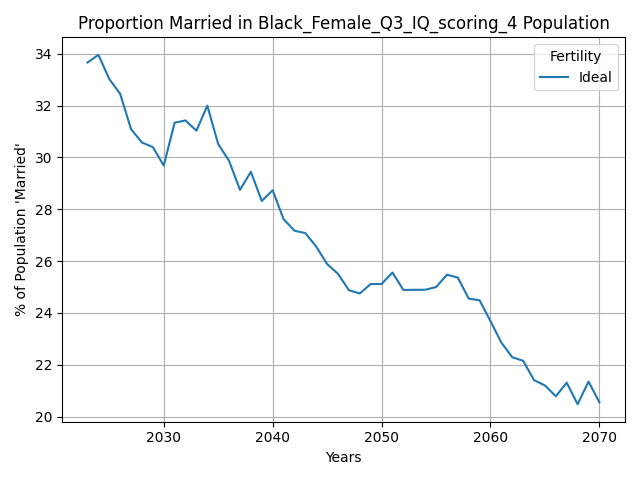 Proportion Married in Black_Female_Q3_IQ_scoring_4 Population
Fertility
Ideal
% of Population 'Married'
34
32
30
28
26
24
22
20
2030 2040 2050 2060 2070
Years